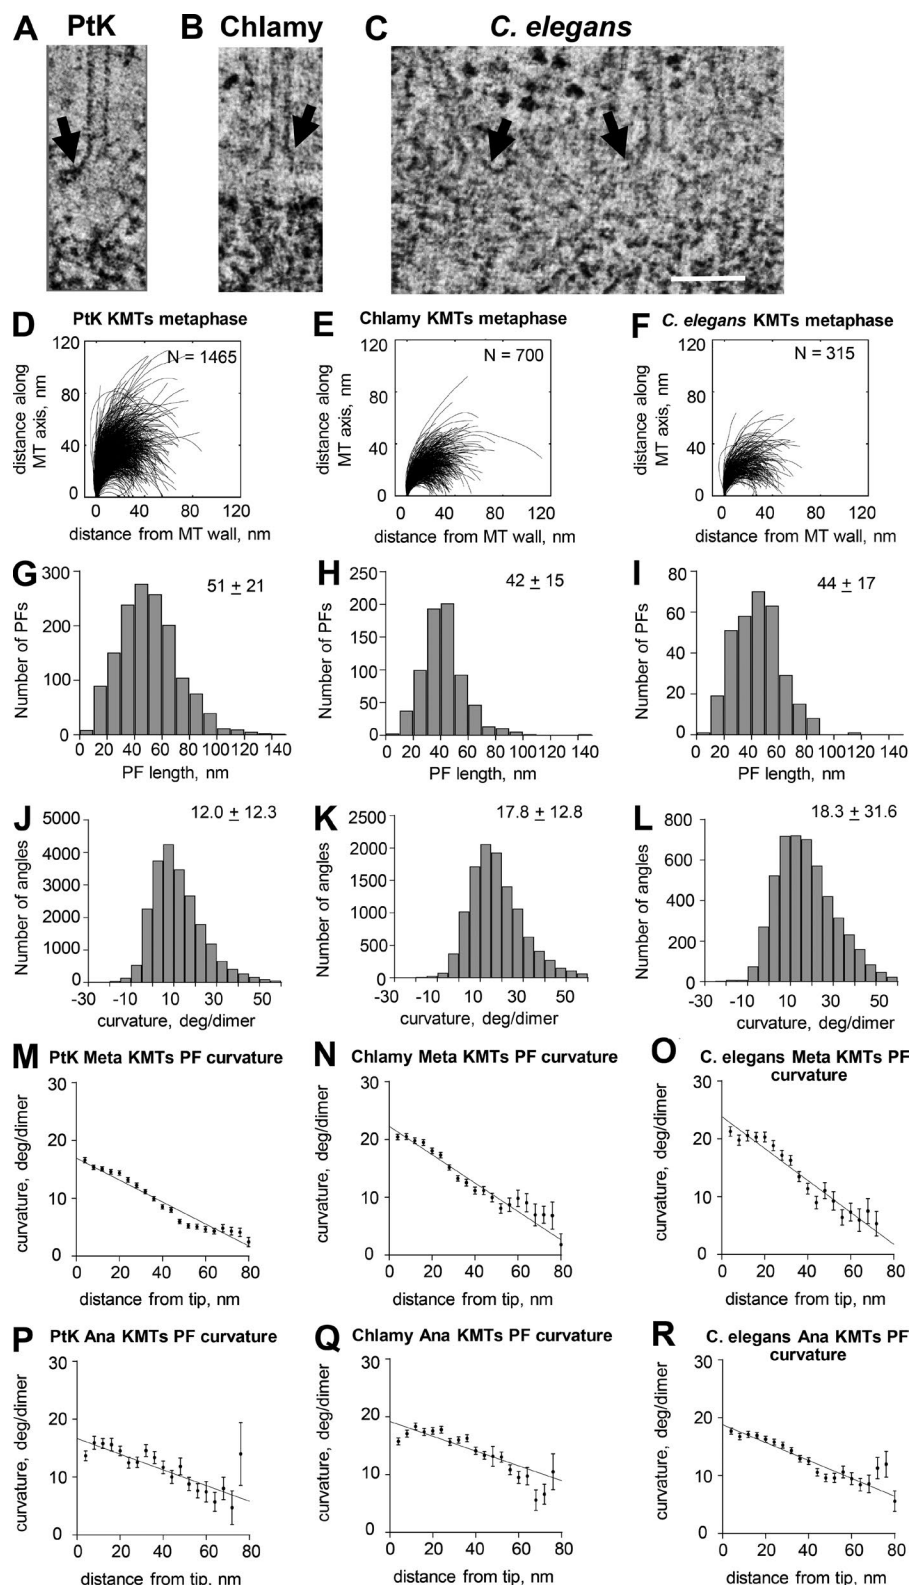 A PtK B Chlamy C C. elegans
D PtK KMTs metaphase E Chlamy KMTs metaphase F C. elegans KMTs metaphase
120 N = 1465 120 N = 700 120 N = 315
distance along
MT axis, nm
80
40
0
0 40 80 120
distance from MT wall, nm
distance along
MT axis, nm
80
40
0
0 40 80 120
distance from MT wall, nm
distance along
MT axis, nm
80
40
0
0 40 80 120
distance from MT wall, nm
G 51 ± 21
Number of PFs
300
200
100
0
0 20 40 60 80 100 120 140
PF length, nm
H 42 ± 15
Number of PFs
250
200
150
100
50
0
0 20 40 60 80 100 120 140
PF length, nm
I 44 ± 17
Number of PFs
80
60
40
20
0
0 20 40 60 80 100 120 140
PF length, nm
J 12.0 ± 12.3
Number of angles
5000
4000
3000
2000
1000
0
-30 -10 10 30 50
curvature, deg/dimer
K 17.8 ± 12.8
Number of angles
2500
2000
1500
1000
500
0
-30 -10 10 30 50
curvature, deg/dimer
L 18.3 ± 31.6
Number of angles
800
600
400
200
0
-30 -10 10 30 50
curvature, deg/dimer
M PtK Meta KMTs PF curvature
curvature, deg/dimer
30
20
10
0
0 20 40 60 80
distance from tip, nm
N Chlamy Meta KMTs PF curvature
curvature, deg/dimer
30
20
10
0
0 20 40 60 80
distance from tip, nm
O C. elegans Meta KMTs PF
curvature
curvature, deg/dimer
30
20
10
0
0 20 40 60 80
distance from tip, nm
P PtK Ana KMTs PF curvature
curvature, deg/dimer
30
20
10
0
0 20 40 60 80
distance from tip, nm
Q Chlamy Ana KMTs PF curvature
curvature, deg/dimer
30
20
10
0
0 20 40 60 80
distance from tip, nm
R C. elegans Ana KMTs PF
curvature
curvature, deg/dimer
30
20
10
0
0 20 40 60 80
distance from tip, nm